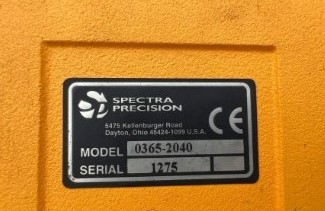 SPECTRA
PRECISION
5475 Kellenburger Road
Dayton, Ohio 45424-1099 U.S.A.
CE
MODEL 0365-2040
SERIAL 1275